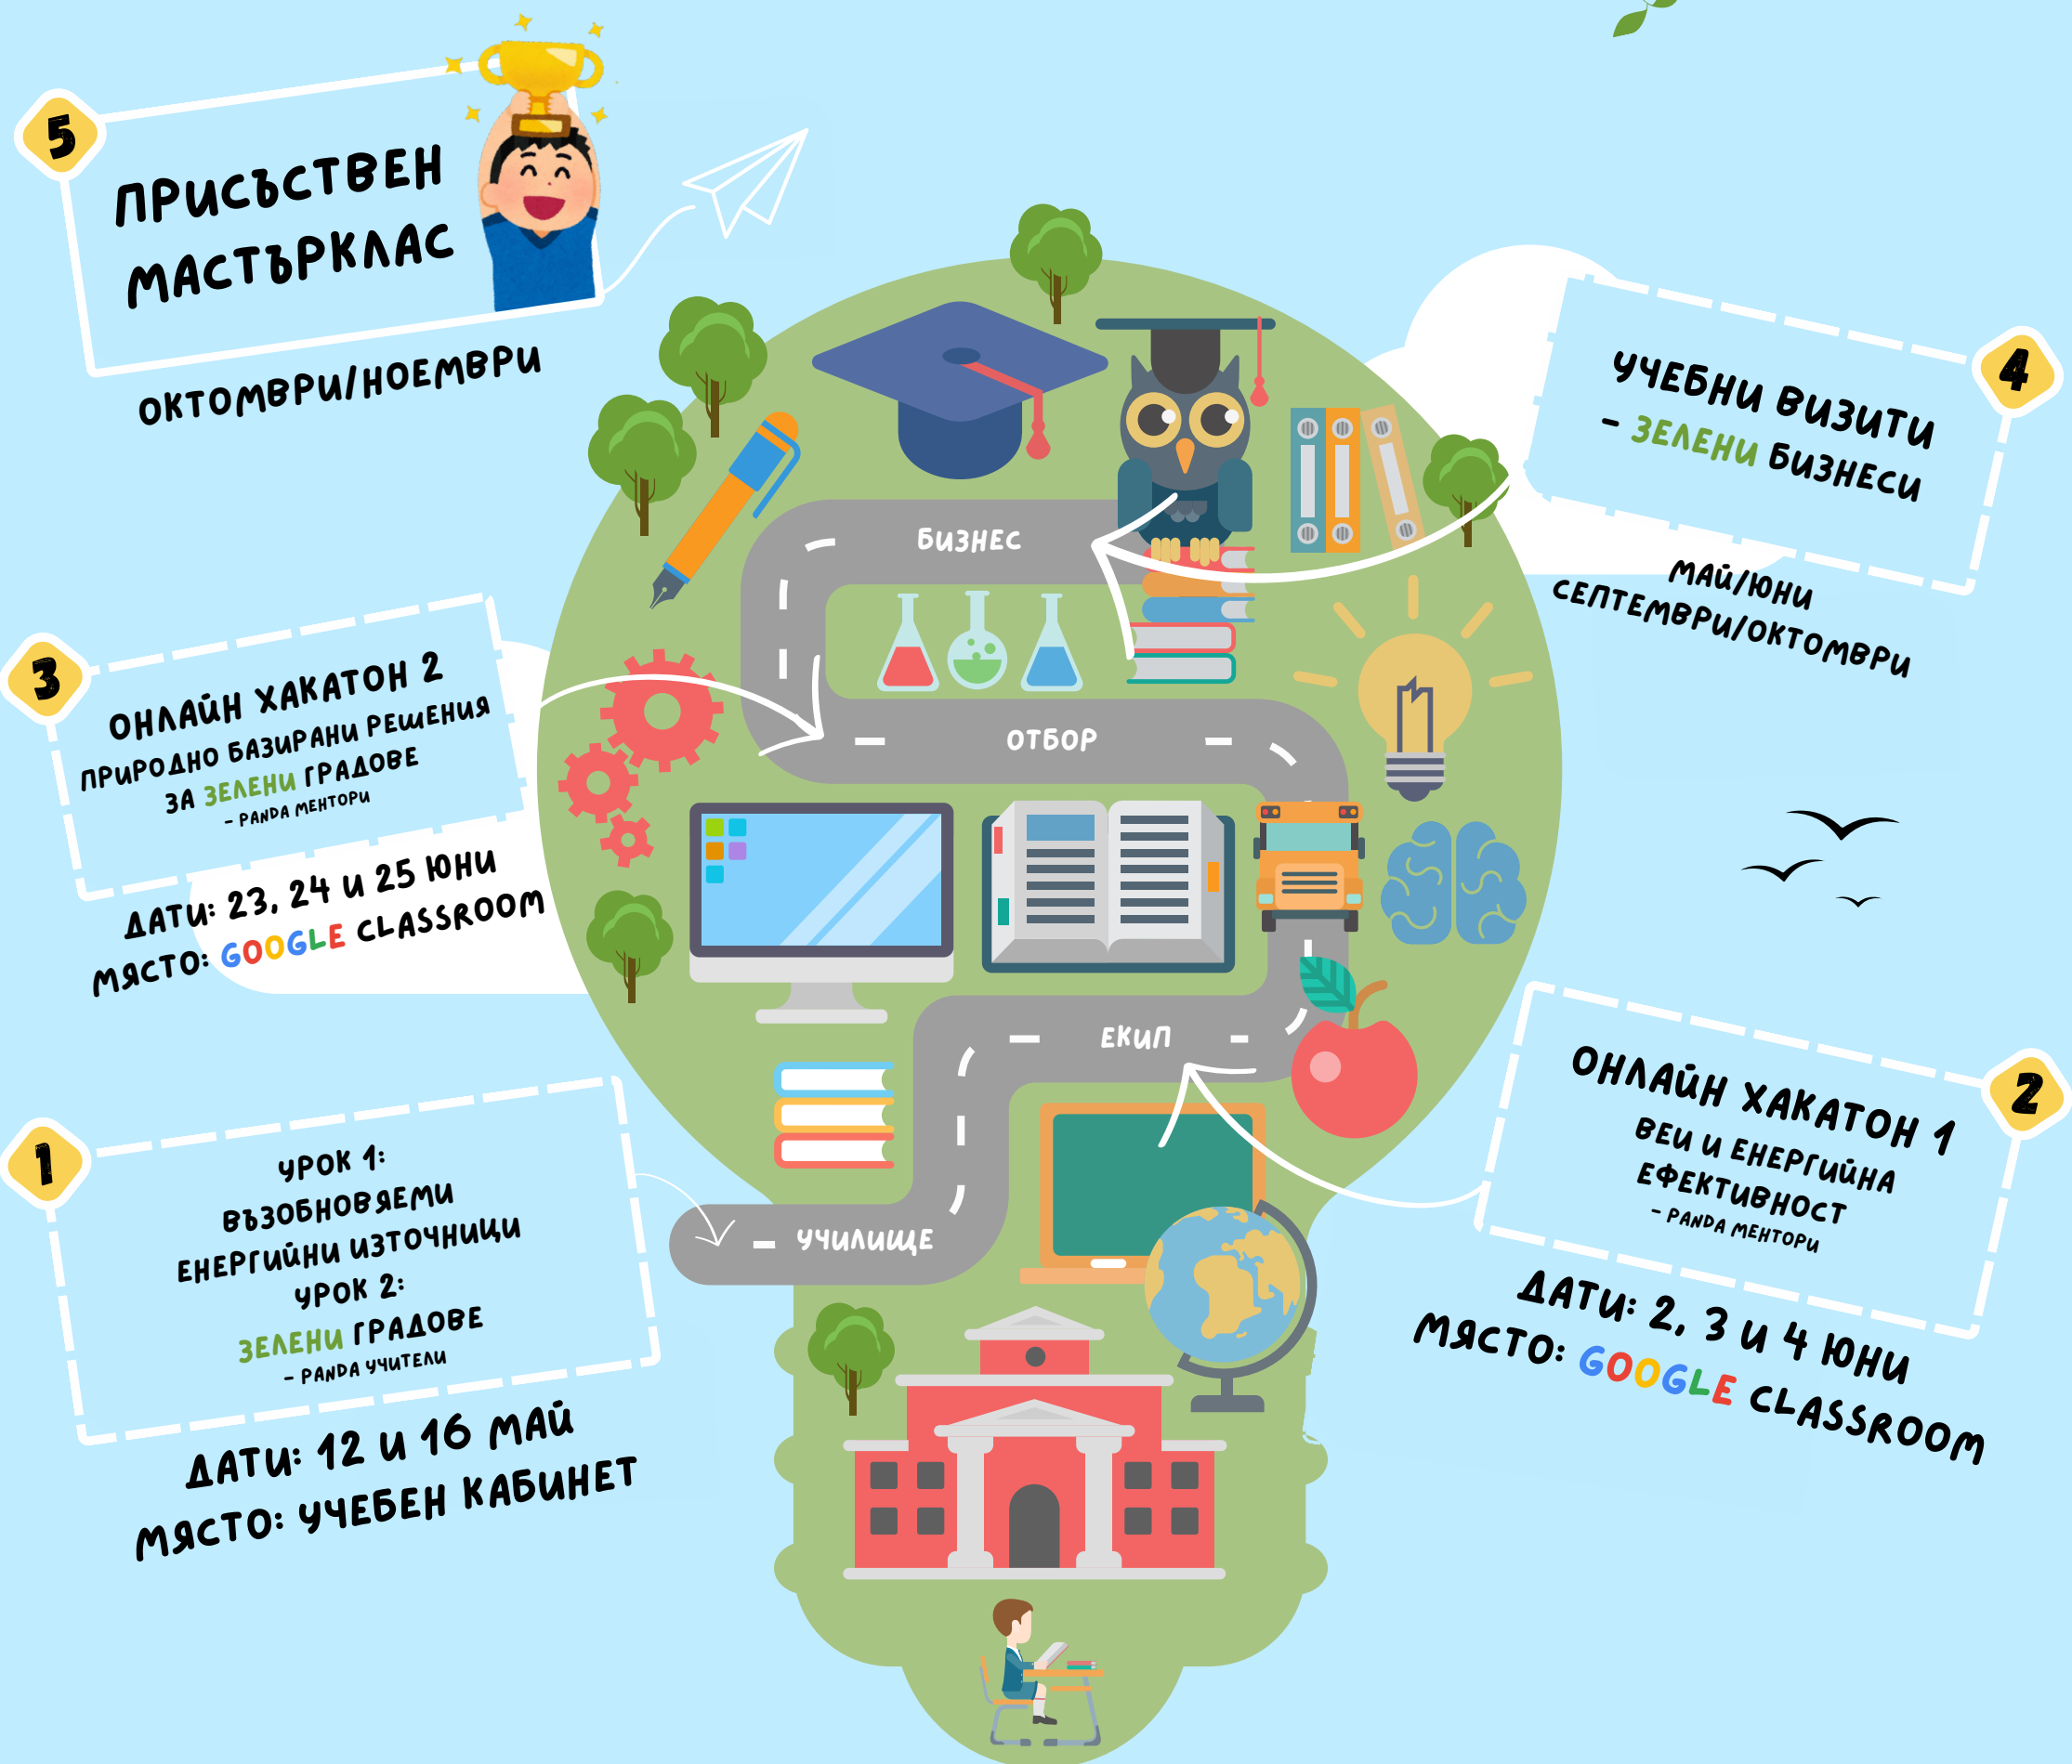 1
УРОК 1:
ВЪЗОБНОВЯЕМИ
ЕНЕРГИЙНИ ИЗТОЧНИЦИ
УРОК 2:
ЗЕЛЕНИ ГРАДОВЕ
- PANDA УЧИТЕЛИ
ДАТИ: 12 И 16 МАЙ
МЯСТО: УЧЕБЕН КАБИНЕТ
2
ОНЛАЙН ХАКАТОН 1
ВЕИ И ЕНЕРГИЙНА
ЕФЕКТИВНОСТ
- PANDA МЕНТОРИ
ДАТИ: 2, 3 И 4 ЮНИ
МЯСТО: GOOGLE CLASSROOM
3
ОНЛАЙН ХАКАТОН 2
ПРИРОДНО БАЗИРАНИ РЕШЕНИЯ
ЗА ЗЕЛЕНИ ГРАДОВЕ
- PANDA МЕНТОРИ
ДАТИ: 23, 24 И 25 ЮНИ
МЯСТО: GOOGLE CLASSROOM
4
УЧЕБНИ ВИЗИТИ
- ЗЕЛЕНИ БИЗНЕСИ
МАЙ/ЮНИ
СЕПТЕМВРИ/ОКТОМВРИ
5
ПРИСЪСТВЕН
МАСТЪРКЛАС
ОКТОМВРИ/НОЕМВРИ
БИЗНЕС
ОТБОР
ЕКИП
УЧИЛИЩЕ